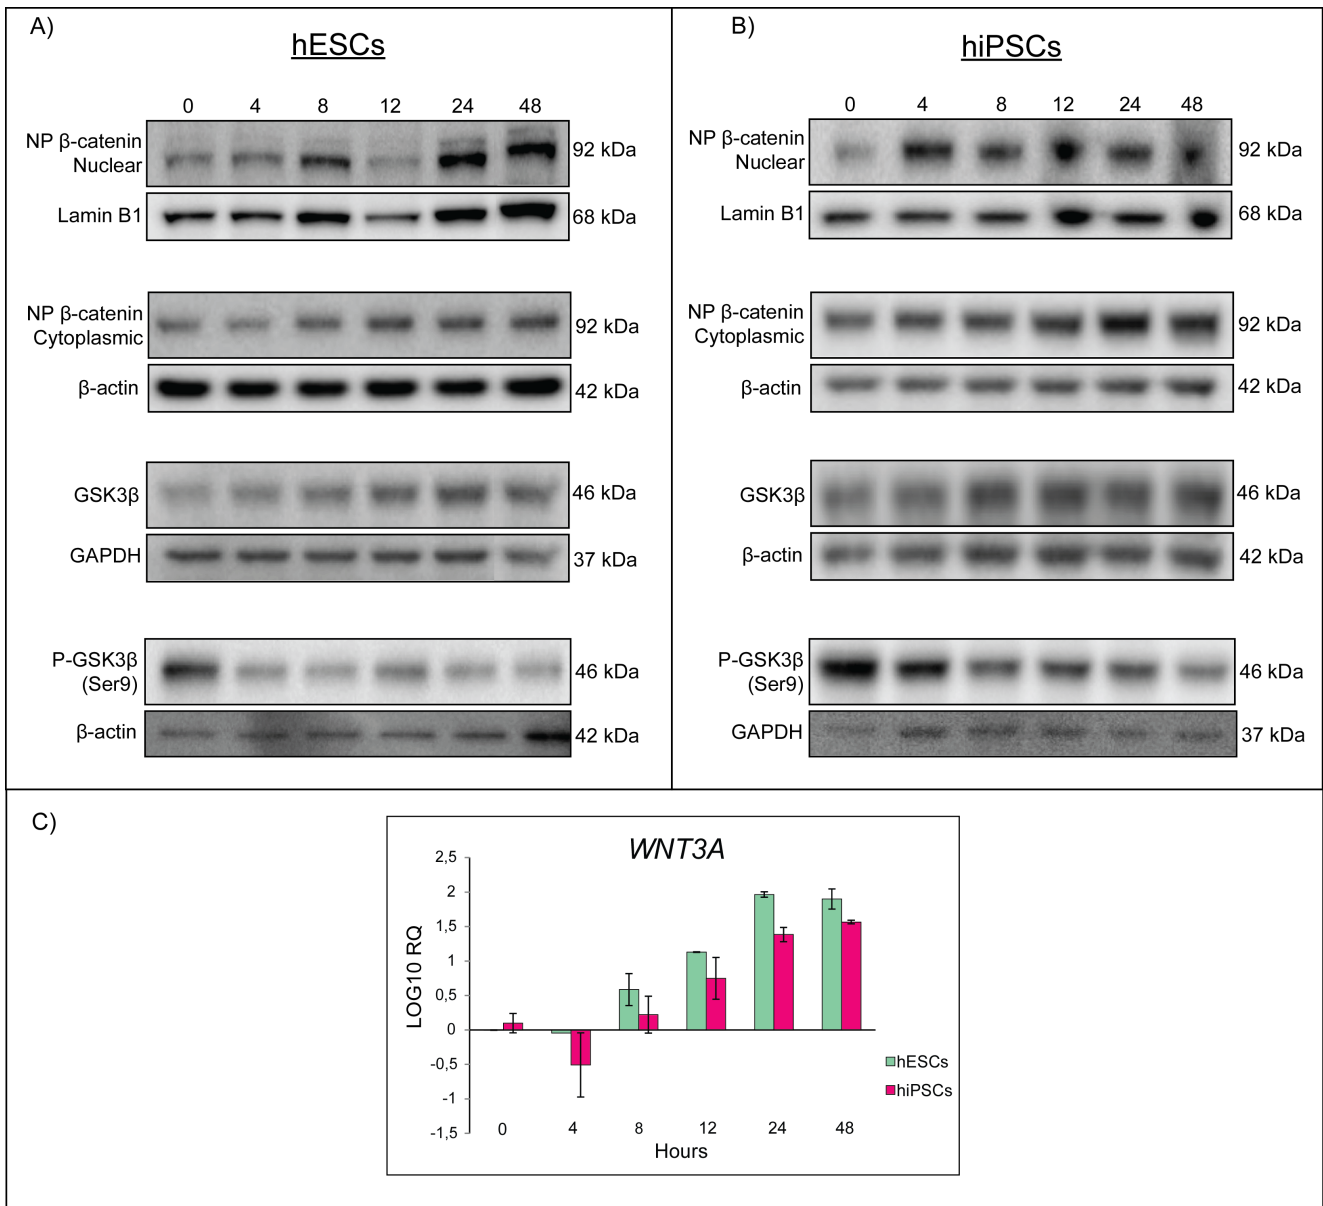 A)
hESCs
0 4 8 12 24 48
NP β-catenin
Nuclear
92 kDa
Lamin B1
68 kDa
NP β-catenin
Cytoplasmic
92 kDa
β-actin
42 kDa
GSK3β
46 kDa
GAPDH
37 kDa
P-GSK3β
(Ser9)
46 kDa
β-actin
42 kDa
B)
hiPSCs
0 4 8 12 24 48
NP β-catenin
Nuclear
92 kDa
Lamin B1
68 kDa
NP β-catenin
Cytoplasmic
92 kDa
β-actin
42 kDa
GSK3β
46 kDa
β-actin
42 kDa
P-GSK3β
(Ser9)
46 kDa
GAPDH
37 kDa
C)
WNT3A
LOG10 RQ
2,5
2
1,5
1
0,5
0
-0,5
-1
-1,5
0 4 8 12 24 48
Hours
hESCs
hiPSCs